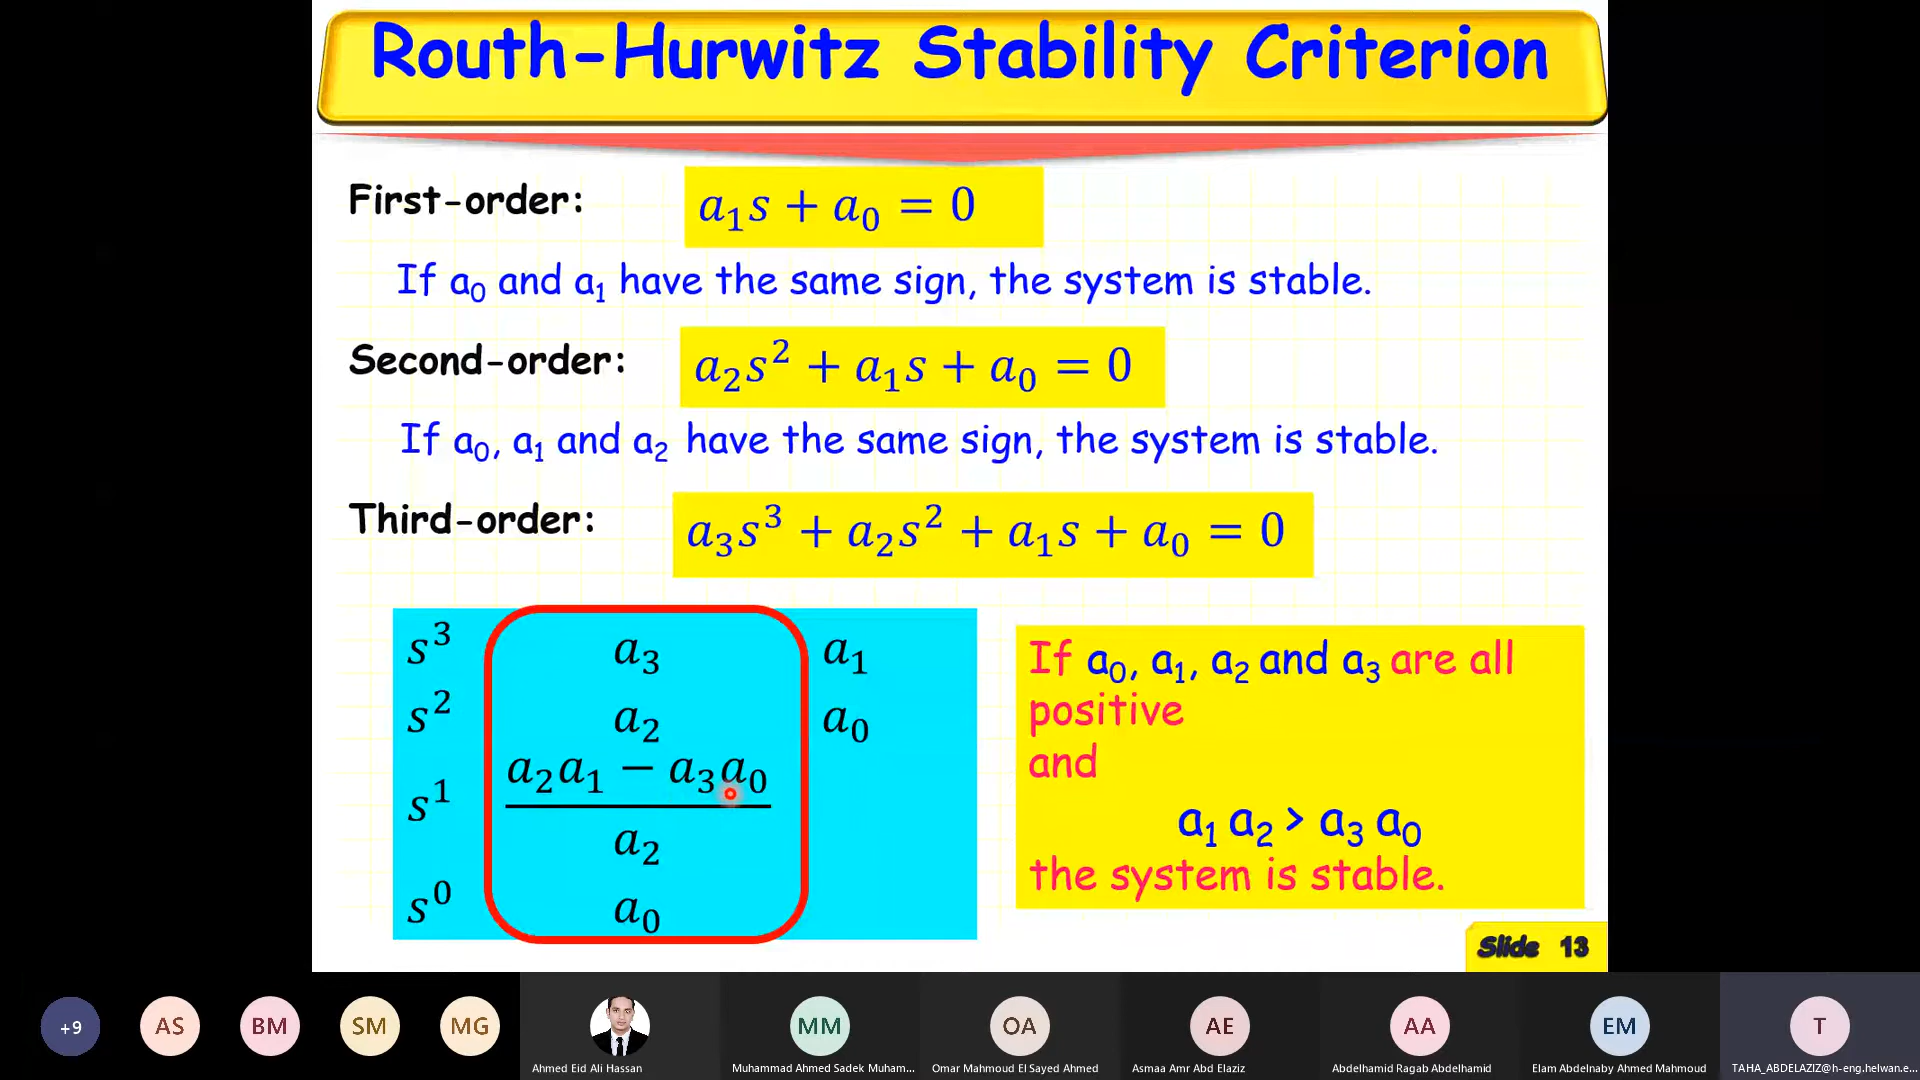 Routh-Hurwitz Stability Criterion
First-order: a₁s + a₀ = 0
If a₀ and a₁ have the same sign, the system is stable.
Second-order: a₂s² + a₁s + a₀ = 0
If a₀, a₁ and a₂ have the same sign, the system is stable.
Third-order: a₃s³ + a₂s² + a₁s + a₀ = 0
s³ a₃ a₁
s² a₂ a₀
a₂a₁ − a₃a₀
s¹
a₂
s⁰ a₀
If a₀, a₁, a₂ and a₃ are all
positive
and
a₁ a₂ > a₃ a₀
the system is stable.
Slide 13
+9 AS BM SM MG MM OA AE AA EM T
Ahmed Eid Ali Hassan Muhammad Ahmed Sadek Muham... Omar Mahmoud El Sayed Ahmed Asmaa Amr Abd Elaziz Abdelhamid Ragab Abdelhamid Elam Abdelnaby Ahmed Mahmoud TAHA_ABDELAZIZ@h-eng.helwan.e...